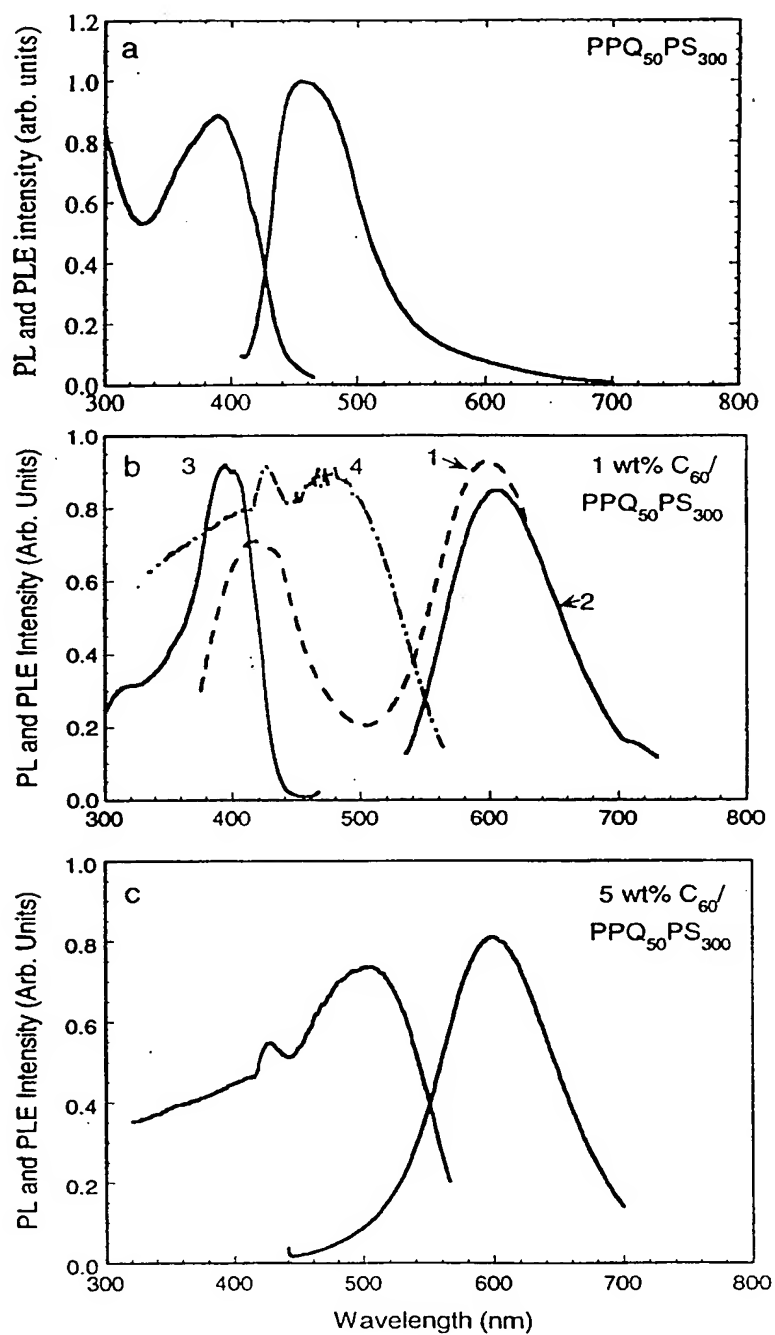 a
PPQ50PS300
PL and PLE intensity (arb. units)
1.2
1.0
0.8
0.6
0.4
0.2
0.0
300 400 500 600 700 800
b
3
4
1
2
1 wt% C60/
PPQ50PS300
PL and PLE Intensity (Arb. Units)
1.0
0.8
0.6
0.4
0.2
0.0
300 400 500 600 700 800
c
5 wt% C60/
PPQ50PS300
PL and PLE Intensity (Arb. Units)
1.0
0.8
0.6
0.4
0.2
0.0
300 400 500 600 700 800
Wavelength (nm)